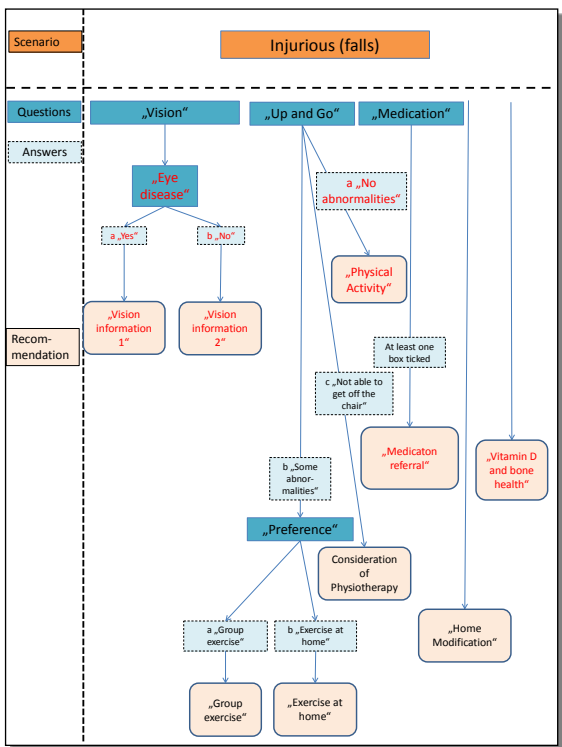 Scenario
Injurious (falls)
Questions
„Vision“
„Up and Go“
„Medication“
Answers
„Eye
disease“
a „No
abnormalities“
a „Yes“
b „No“
„Physical
Activity“
Recom-
mendation
„Vision
information
1“
„Vision
information
2“
At least one
box ticked
c „Not able to
get off the
chair“
„Medicaton
referral“
„Vitamin D
and bone
health“
b „Some
abnor-
malities“
„Preference“
Consideration
of
Physiotherapy
a „Group
exercise“
b „Exercise at
home“
„Home
Modification“
„Group
exercise“
„Exercise at
home“